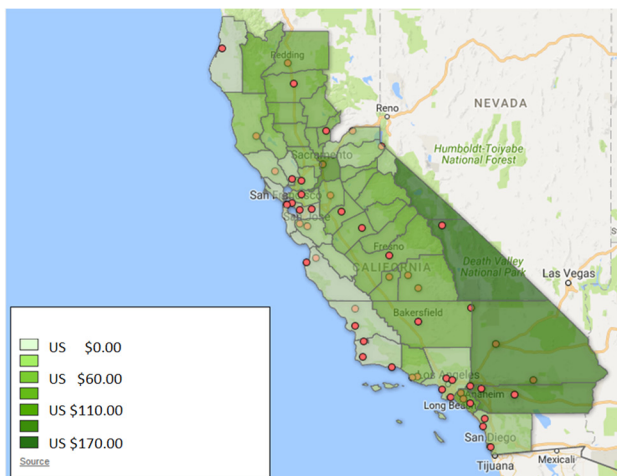 Redding
Reno
NEVADA
Humboldt-Toiyabe
National Forest
Sacramento
San Francisco
San Jose
Fresno
CALIFORNIA
Death Valley
National Park
Las Vegas
Bakersfield
Los Angeles
Anaheim
Long Beach
San Diego
Tijuana
Mexicali
US $0.00
US $60.00
US $110.00
US $170.00
Source